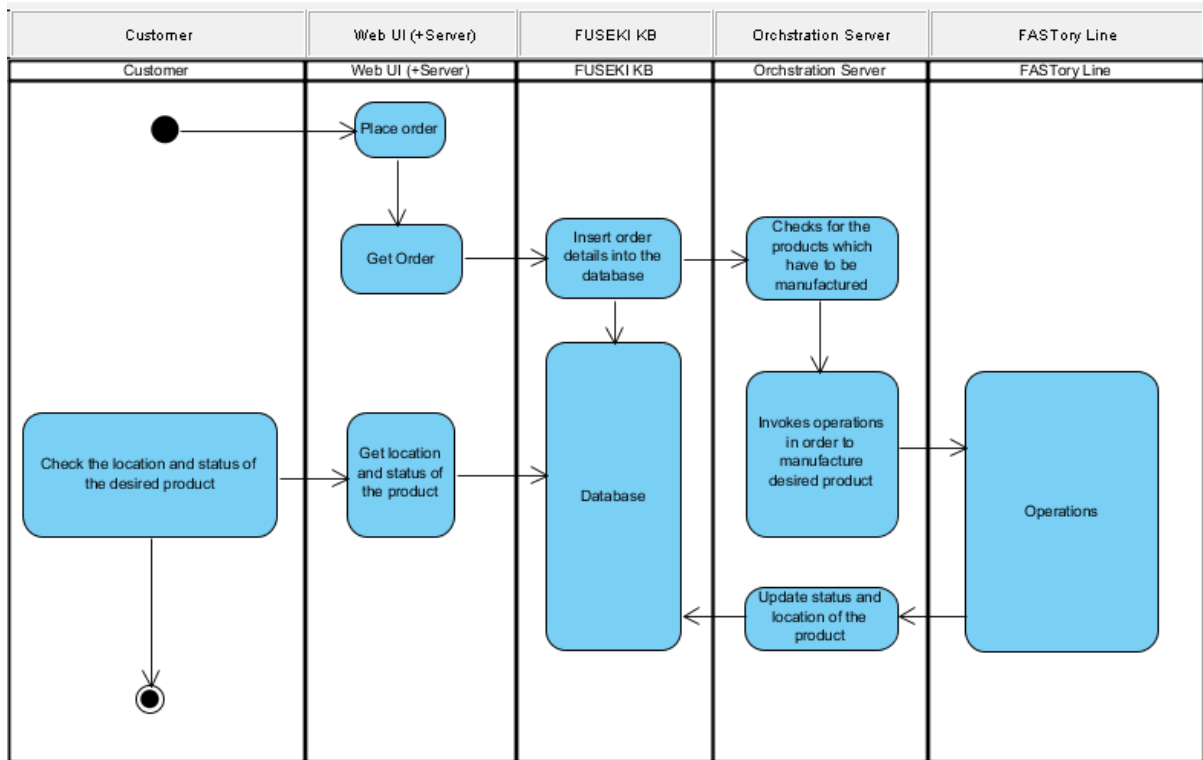 Customer
Web UI (+Server)
FUSEKI KB
Orchstration Server
FASTory Line
Customer
Web UI (+Server)
FUSEKI KB
Orchstration Server
FASTory Line
Place order
Get Order
Insert order
details into the
database
Checks for the
products which
have to be
manufactured
Check the location and status of
the desired product
Get location
and status of
the product
Database
Invokes operations
in order to
manufacture
desired product
Operations
Update status and
location of the
product